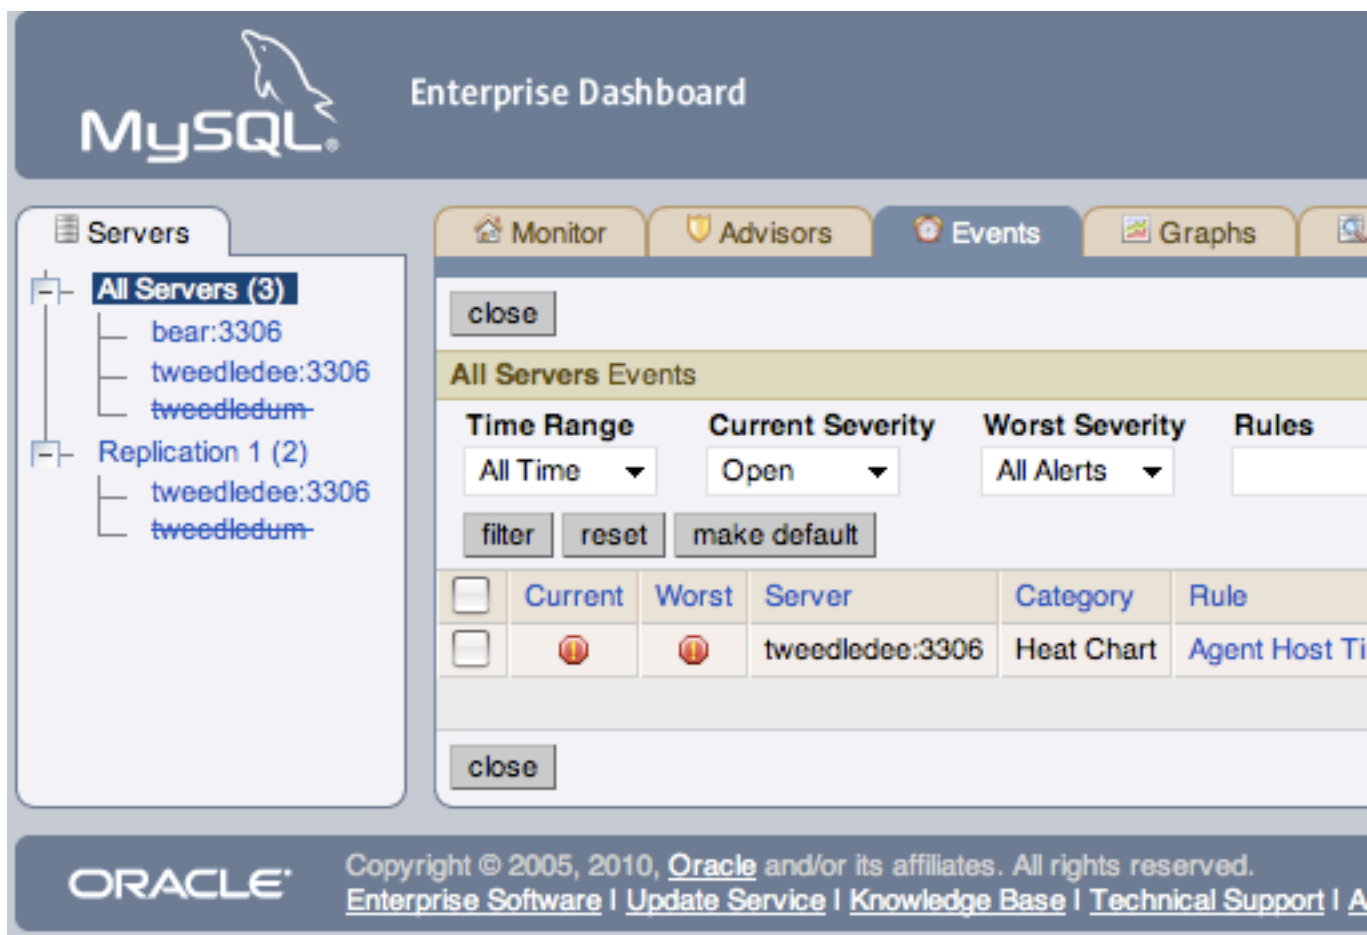 MySQL®
Enterprise Dashboard
Servers
All Servers (3)
bear:3306
tweedledee:3306
tweedledum
Replication 1 (2)
tweedledee:3306
tweedledum
Monitor Advisors Events Graphs
close
All Servers Events
Time Range Current Severity Worst Severity Rules
All Time Open All Alerts
filter reset make default
Current Worst Server Category Rule
tweedledee:3306 Heat Chart Agent Host Ti
close
ORACLE®
Copyright © 2005, 2010, Oracle and/or its affiliates. All rights reserved.
Enterprise Software | Update Service | Knowledge Base | Technical Support | A